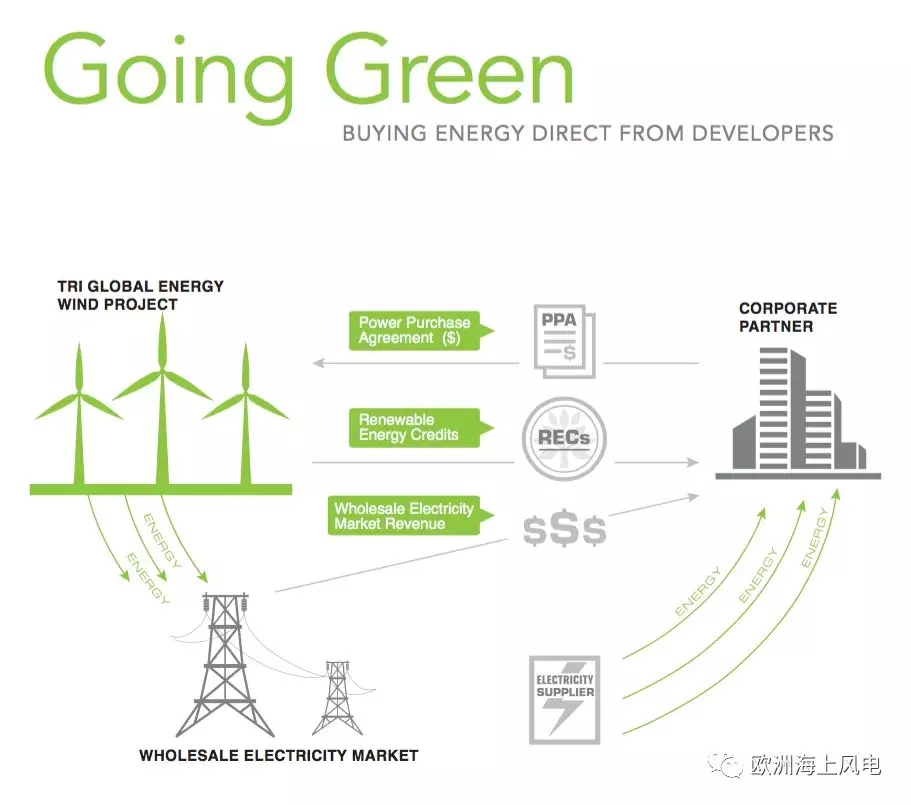 Going Green
BUYING ENERGY DIRECT FROM DEVELOPERS
TRI GLOBAL ENERGY
WIND PROJECT
Power Purchase
Agreement ($)
PPA
$
CORPORATE
PARTNER
Renewable
Energy Credits
RECs
Wholesale Electricity
Market Revenue
$$$
ENERGY
ENERGY
ENERGY
ENERGY
ENERGY
ELECTRICITY
SUPPLIER
WHOLESALE ELECTRICITY MARKET
欧洲海上风电